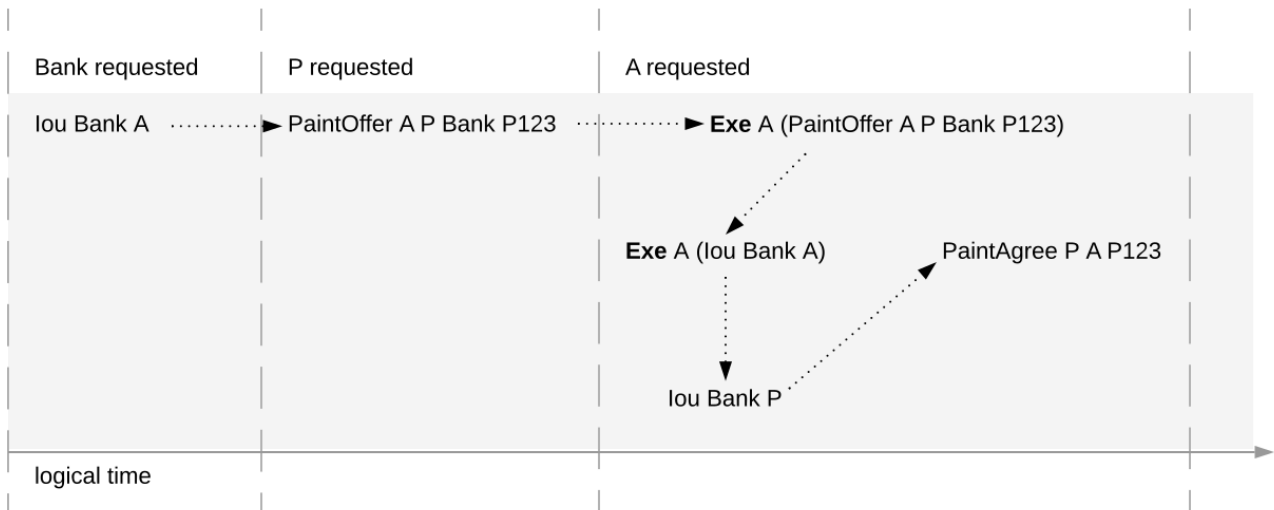 Bank requested
P requested
A requested
Iou Bank A
PaintOffer A P Bank P123
Exe A (PaintOffer A P Bank P123)
Exe A (Iou Bank A)
PaintAgree P A P123
Iou Bank P
logical time